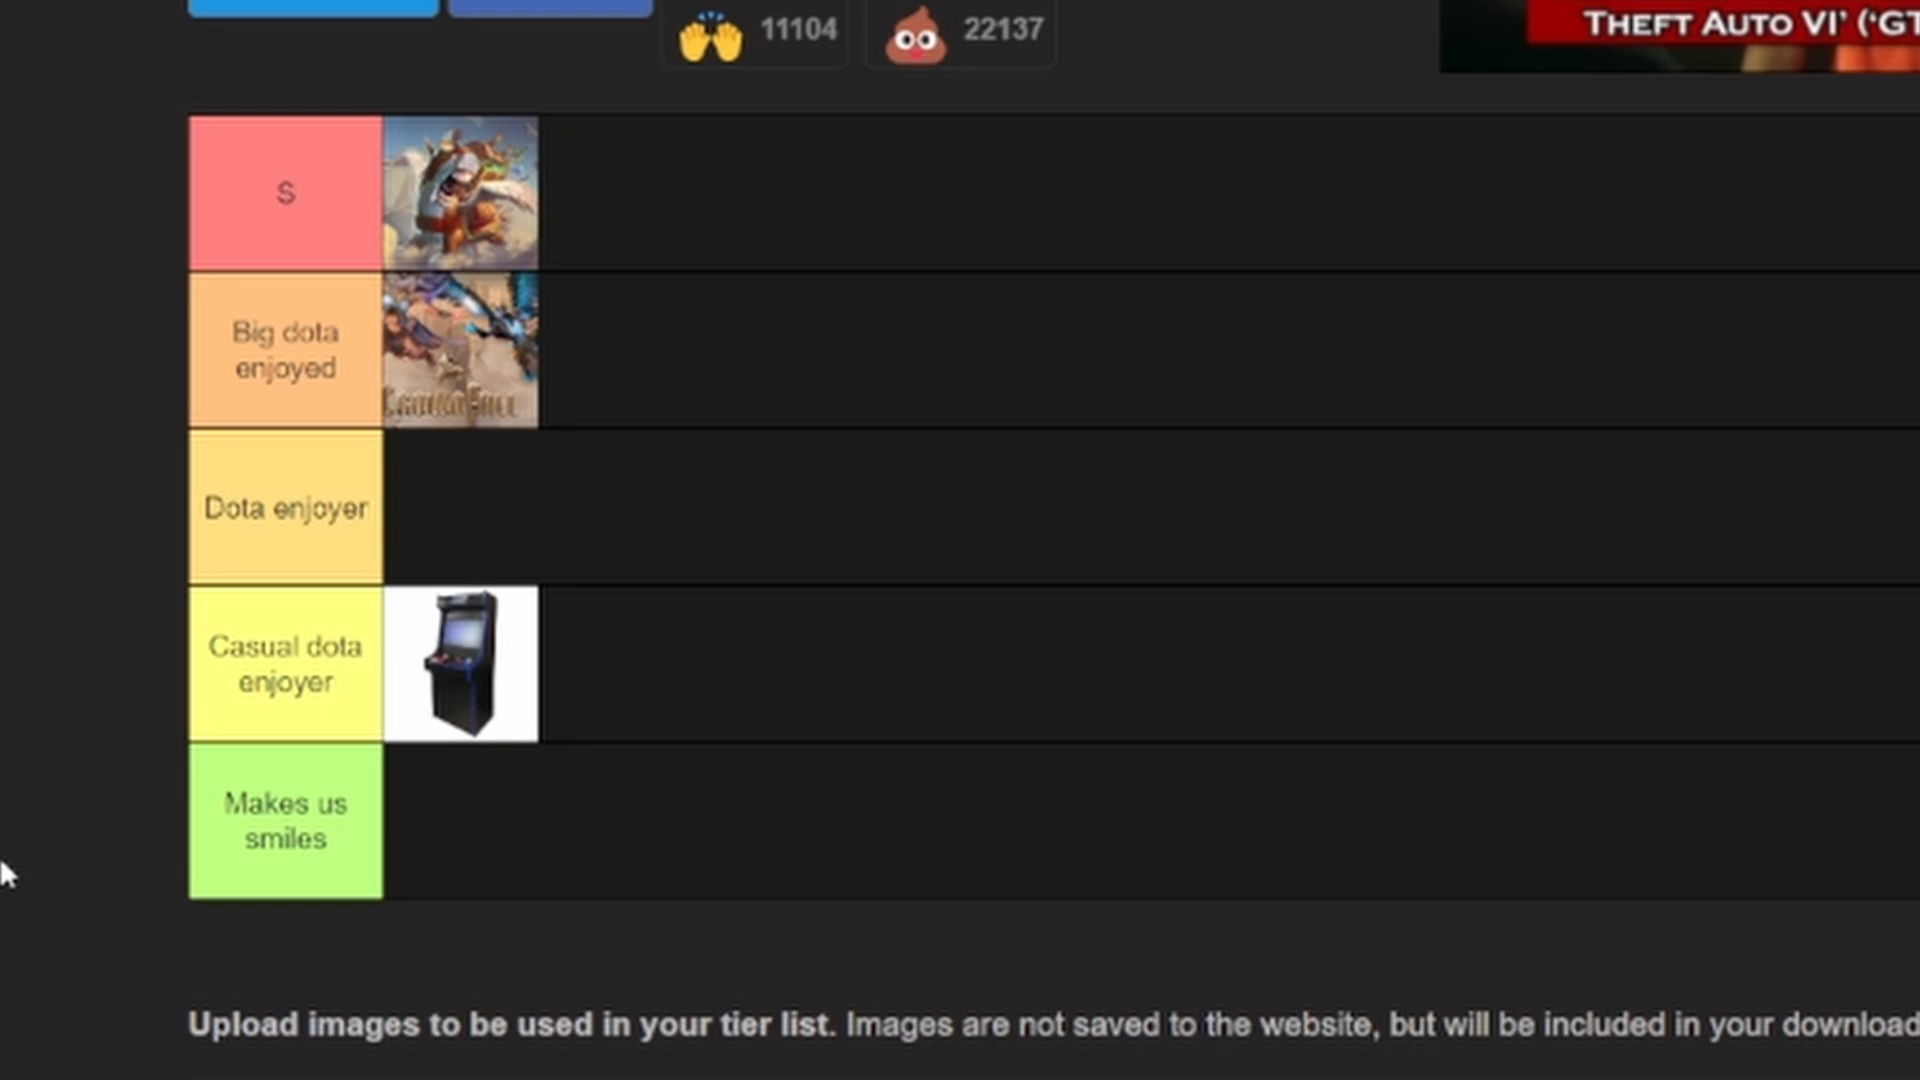 THEFT AUTO VI' ('GT
11104
22137
S
Big dota
enjoyed
CROWNFALL
Dota enjoyer
Casual dota
enjoyer
Makes us
smiles
Upload images to be used in your tier list. Images are not saved to the website, but will be included in your download